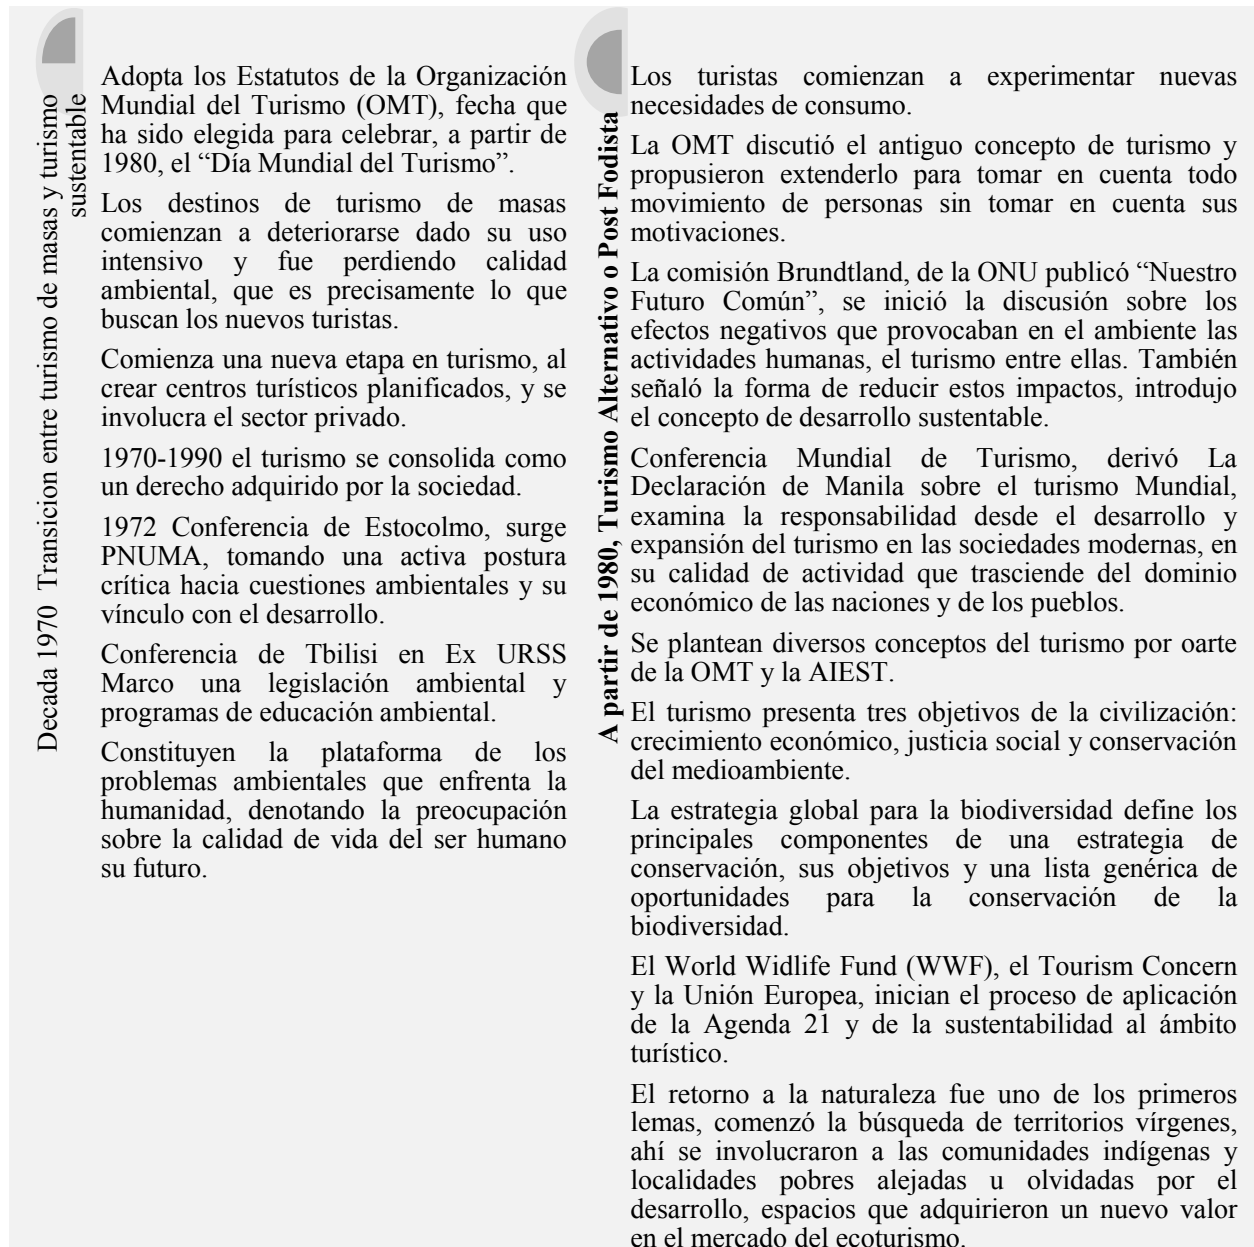 Decada 1970 Transicion entre turismo de masas y turismo
sustentable
Adopta los Estatutos de la Organización
Mundial del Turismo (OMT), fecha que
ha sido elegida para celebrar, a partir de
1980, el “Día Mundial del Turismo”.
Los destinos de turismo de masas
comienzan a deteriorarse dado su uso
intensivo y fue perdiendo calidad
ambiental, que es precisamente lo que
buscan los nuevos turistas.
Comienza una nueva etapa en turismo, al
crear centros turísticos planificados, y se
involucra el sector privado.
1970-1990 el turismo se consolida como
un derecho adquirido por la sociedad.
1972 Conferencia de Estocolmo, surge
PNUMA, tomando una activa postura
crítica hacia cuestiones ambientales y su
vínculo con el desarrollo.
Conferencia de Tbilisi en Ex URSS
Marco una legislación ambiental y
programas de educación ambiental.
Constituyen la plataforma de los
problemas ambientales que enfrenta la
humanidad, denotando la preocupación
sobre la calidad de vida del ser humano
su futuro.
A partir de 1980, Turismo Alternativo o Post Fodista
Los turistas comienzan a experimentar nuevas
necesidades de consumo.
La OMT discutió el antiguo concepto de turismo y
propusieron extenderlo para tomar en cuenta todo
movimiento de personas sin tomar en cuenta sus
motivaciones.
La comisión Brundtland, de la ONU publicó “Nuestro
Futuro Común”, se inició la discusión sobre los
efectos negativos que provocaban en el ambiente las
actividades humanas, el turismo entre ellas. También
señaló la forma de reducir estos impactos, introdujo
el concepto de desarrollo sustentable.
Conferencia Mundial de Turismo, derivó La
Declaración de Manila sobre el turismo Mundial,
examina la responsabilidad desde el desarrollo y
expansión del turismo en las sociedades modernas, en
su calidad de actividad que trasciende del dominio
económico de las naciones y de los pueblos.
Se plantean diversos conceptos del turismo por oarte
de la OMT y la AIEST.
El turismo presenta tres objetivos de la civilización:
crecimiento económico, justicia social y conservación
del medioambiente.
La estrategia global para la biodiversidad define los
principales componentes de una estrategia de
conservación, sus objetivos y una lista genérica de
oportunidades para la conservación de la
biodiversidad.
El World Widlife Fund (WWF), el Tourism Concern
y la Unión Europea, inician el proceso de aplicación
de la Agenda 21 y de la sustentabilidad al ámbito
turístico.
El retorno a la naturaleza fue uno de los primeros
lemas, comenzó la búsqueda de territorios vírgenes,
ahí se involucraron a las comunidades indígenas y
localidades pobres alejadas u olvidadas por el
desarrollo, espacios que adquirieron un nuevo valor
en el mercado del ecoturismo.